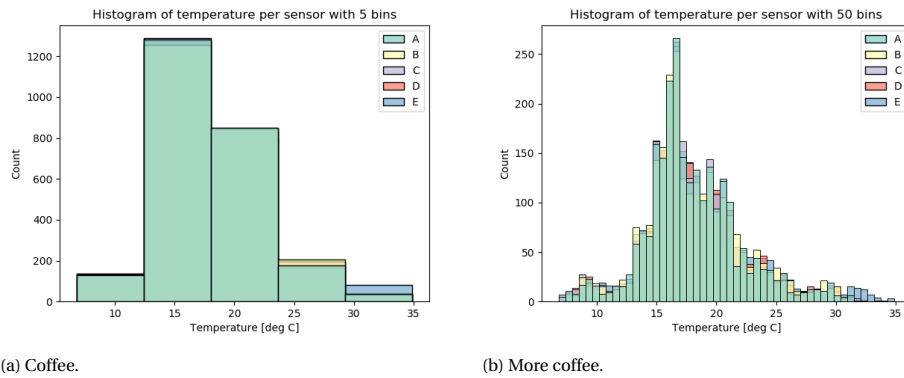 Histogram of temperature per sensor with 5 bins
1200
1000
800
600
400
200
0
Count
10
15
20
25
30
35
Temperature [deg C]
A
B
C
D
E
(a) Coffee.
Histogram of temperature per sensor with 50 bins
250
200
150
100
50
0
Count
10
15
20
25
30
35
Temperature [deg C]
A
B
C
D
E
(b) More coffee.